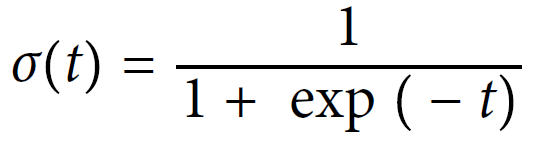 σ(t) = 1 / (1 + exp ( − t))